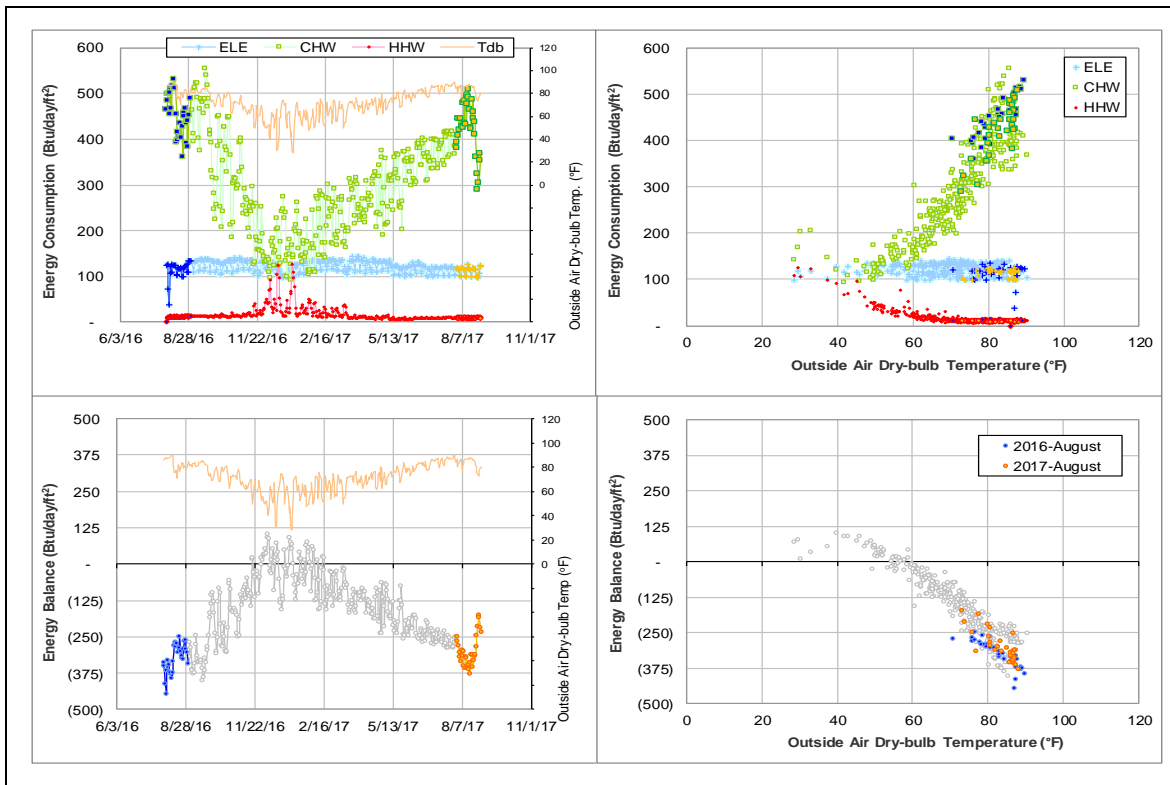 ELE CHW HHW Tdb
Energy Consumption (Btu/day/ft²)
600
500
400
300
200
100
-
120
100
80
60
40
20
0
Outside Air Dry-bulb Temp. (°F)
6/3/16 8/28/16 11/22/16 2/16/17 5/13/17 8/7/17 11/1/17
Energy Consumption (Btu/day/ft²)
600
500
400
300
200
100
-
ELE
CHW
HHW
0 20 40 60 80 100 120
Outside Air Dry-bulb Temperature (°F)
Energy Balance (Btu/day/ft²)
500
375
250
125
-
(125)
(250)
(375)
(500)
120
100
80
60
40
20
0
Outside Air Dry-bulb Temp (°F)
6/3/16 8/28/16 11/22/16 2/16/17 5/13/17 8/7/17 11/1/17
Energy Balance (Btu/day/ft²)
500
375
250
125
-
(125)
(250)
(375)
(500)
2016-August
2017-August
0 20 40 60 80 100 120
Outside Air Dry-bulb Temperature (°F)